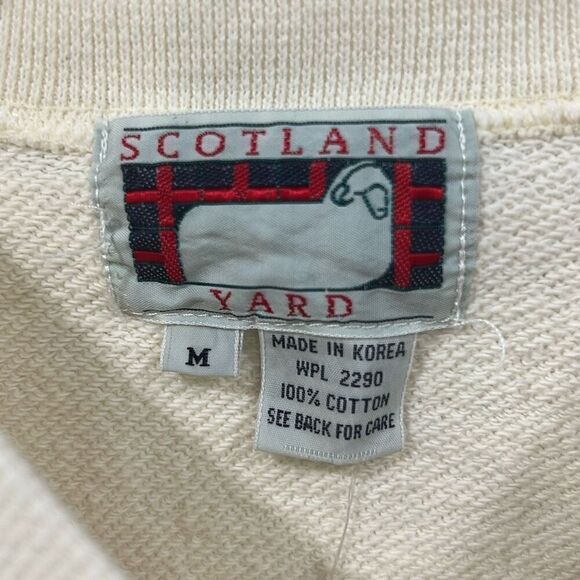 SCOTLAND
YARD
M
MADE IN KOREA
WPL 2290
100% COTTON
SEE BACK FOR CARE